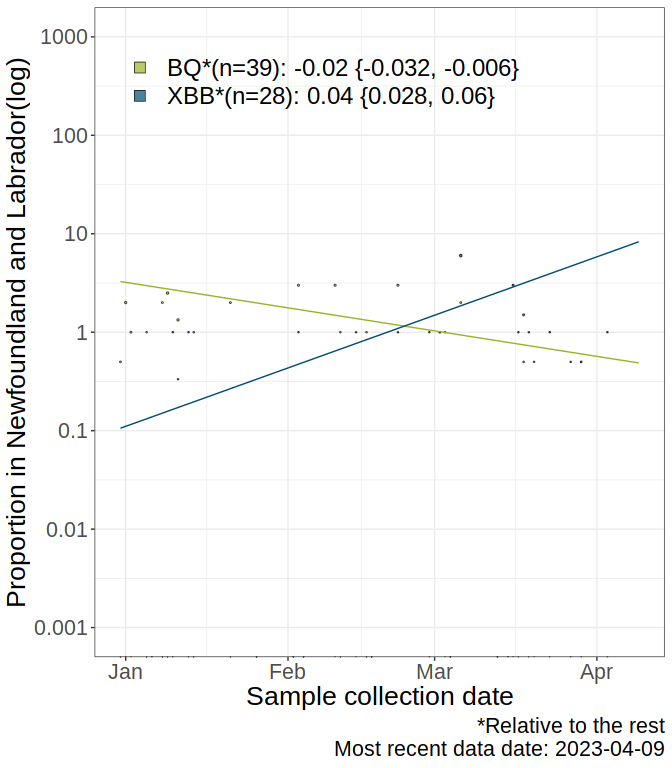 BQ*(n=39): -0.02 {-0.032, -0.006}
XBB*(n=28): 0.04 {0.028, 0.06}
Proportion in Newfoundland and Labrador(log)
1000
100
10
1
0.1
0.01
0.001
Jan Feb Mar Apr
Sample collection date
*Relative to the rest
Most recent data date: 2023-04-09